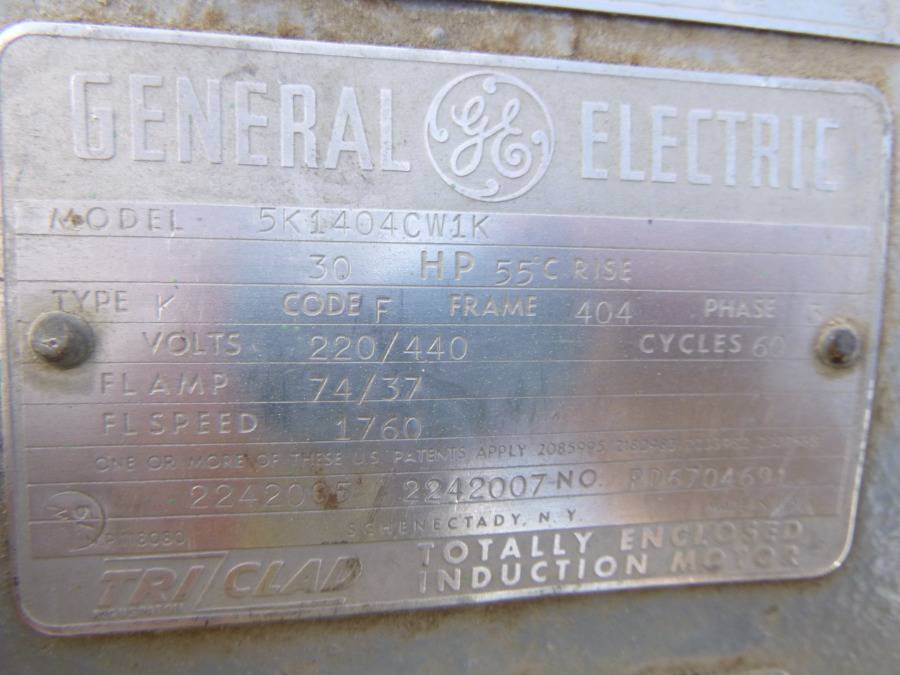 GENERAL GE ELECTRIC
MODEL 5K1404CW1K
30 HP 55°C RISE
TYPE K CODE F FRAME 404 PHASE
VOLTS 220/440 CYCLES 60
FL AMP 74/37
FL SPEED 1760
ONE OR MORE OF THESE U.S. PATENTS APPLY 2085995
2242007 NO.
SCHENECTADY, N.Y.
TRI/CLAD TOTALLY ENCLOSED
INDUCTION MOTOR